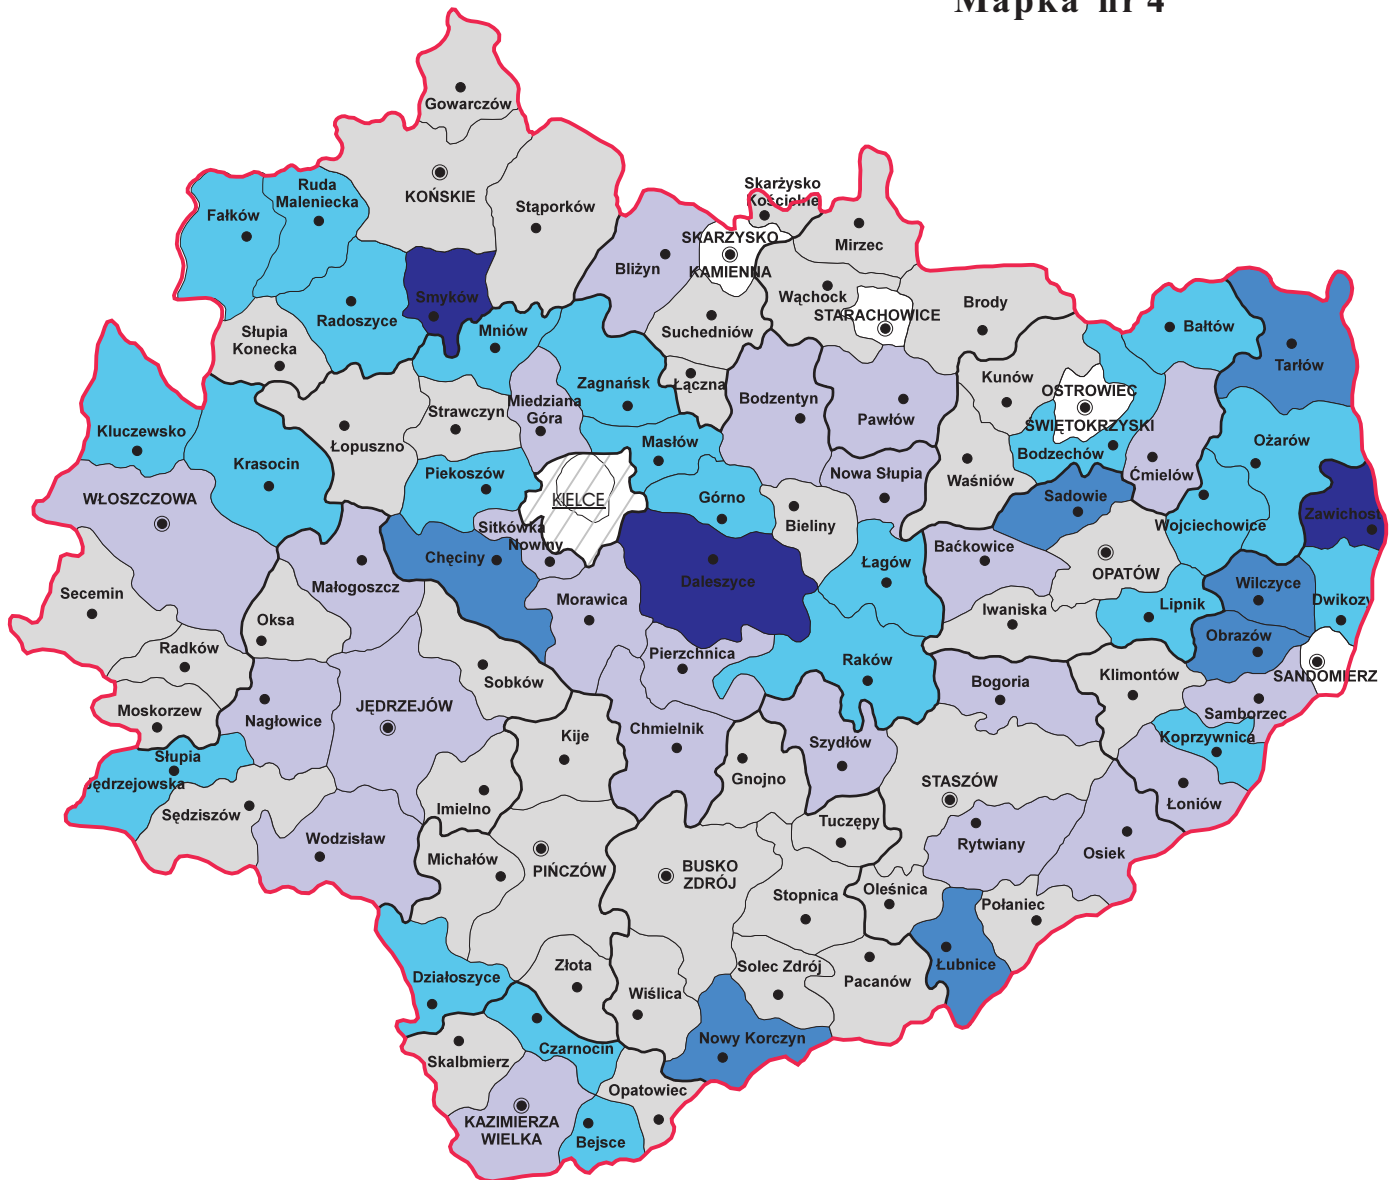 Mapka nr 4
Gowarczów
KOŃSKIE
Stąporków
Ruda
Maleniecka
Fałków
Smyków
Radoszyce
Słupia
Konecka
Mniów
Bliżyn
SKARZYSKO
KAMIENNA
Skarżysko
Kościelne
Mirzec
Wąchock
STARACHOWICE
Suchedniów
Brody
Bałtów
Tarłów
Zagnańsk
Łączna
Bodzentyn
Pawłów
Kunów
OSTROWIEC
ŚWIĘTOKRZYSKI
Bodzechów
Ćmielów
Ożarów
Kluczewsko
Krasocin
Łopuszno
Strawczyn
Miedziana
Góra
Masłów
Piekoszów
KIELCE
Górno
Bieliny
Nowa Słupia
Waśniów
Sadowie
Wojciechowice
Zawichost
WŁOSZCZOWA
Sitkówka
Nowiny
Chęciny
Małogoszcz
Daleszyce
Łagów
Baćkowice
OPATÓW
Wilczyce
Dwikozy
Secemin
Oksa
Morawica
Iwaniska
Lipnik
Obrazów
Radków
Pierzchnica
Raków
SANDOMIERZ
Sobków
Bogoria
Klimontów
Samborzec
Moskorzew
Nagłowice
JĘDRZEJÓW
Kije
Chmielnik
Szydłów
Koprzywnica
Słupia
Jędrzejowska
Gnojno
STASZÓW
Łoniów
Sędziszów
Imielno
Tuczępy
Rytwiany
Osiek
Wodzisław
Michałów
PIŃCZÓW
BUSKO
ZDRÓJ
Stopnica
Oleśnica
Połaniec
Działoszyce
Złota
Wiślica
Solec Zdrój
Pacanów
Łubnice
Skalbmierz
Czarnocin
Nowy Korczyn
Opatowiec
KAZIMIERZA
WIELKA
Bejsce